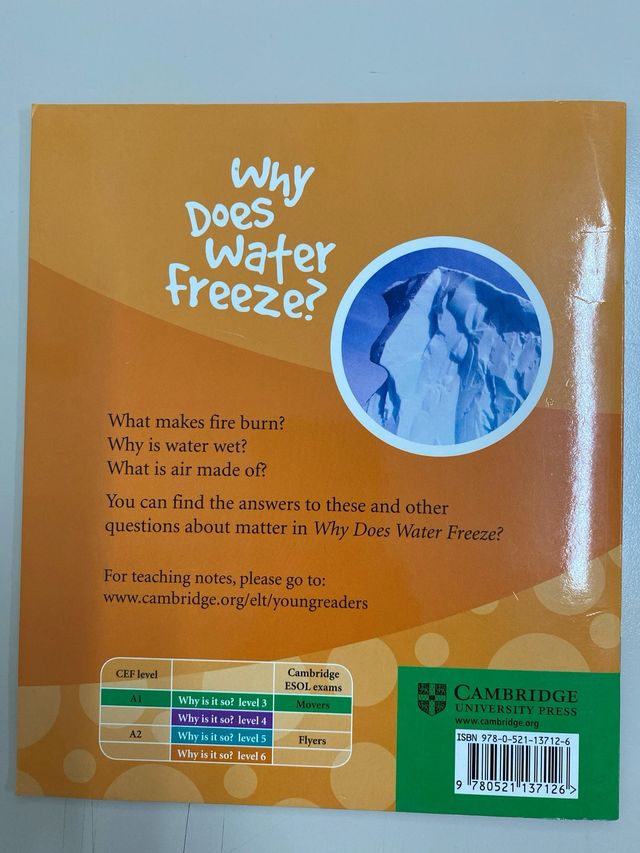 Why
Does
Water
Freeze?
What makes fire burn?
Why is water wet?
What is air made of?
You can find the answers to these and other
questions about matter in Why Does Water Freeze?
For teaching notes, please go to:
www.cambridge.org/elt/youngreaders
CEF level Cambridge
ESOL exams
A1 Why is it so? level 3 Movers
Why is it so? level 4
A2 Why is it so? level 5 Flyers
Why is it so? level 6
CAMBRIDGE
UNIVERSITY PRESS
www.cambridge.org
ISBN 978-0-521-13712-6
9 780521 137126 >